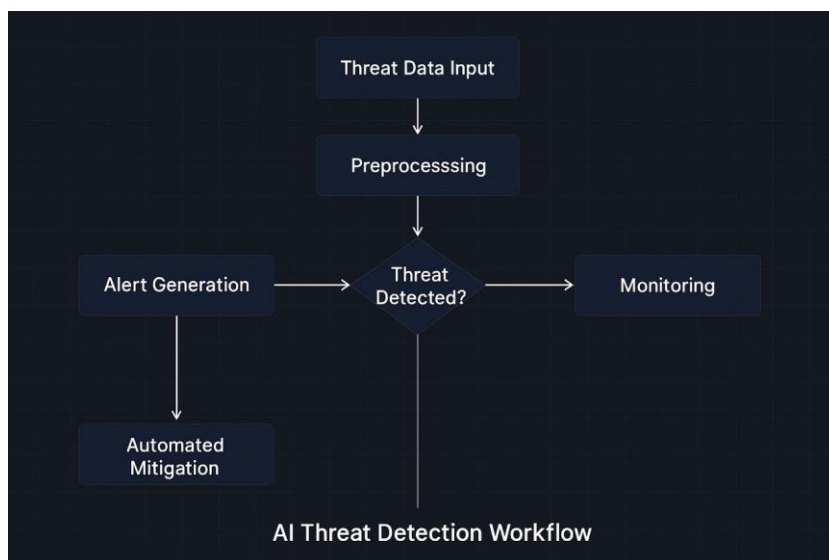 Threat Data Input
Preprocesssing
Threat
Detected?
Alert Generation
Monitoring
Automated
Mitigation
AI Threat Detection Workflow